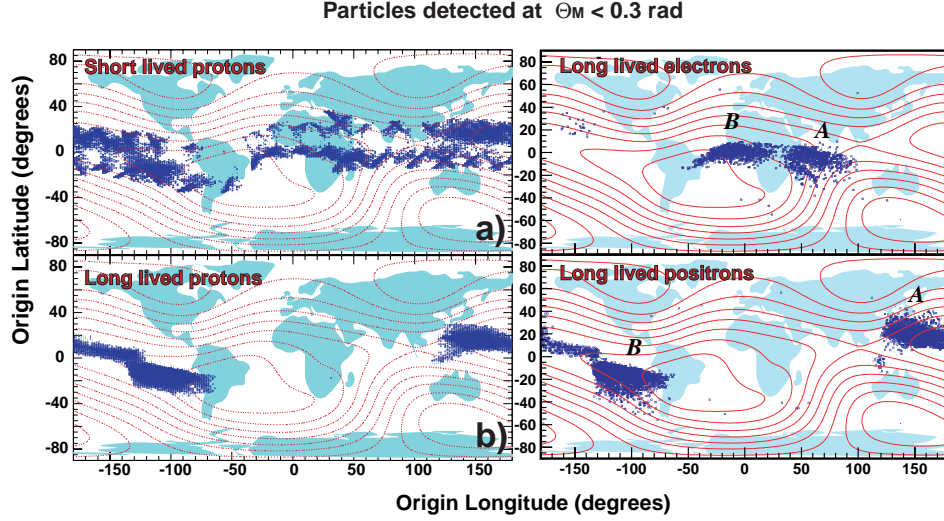 Particles detected at ΘM < 0.3 rad
Origin Latitude (degrees)
80
40
0
-40
-80
Short lived protons
a)
80
60
40
20
0
-20
-40
-60
-80
Long lived electrons
B
A
80
40
0
-40
-80
Long lived protons
b)
-150 -100 -50 0 50 100 150
80
60
40
20
0
-20
-40
-60
-80
Long lived positrons
A
B
-150 -100 -50 0 50 100 150
Origin Longitude (degrees)